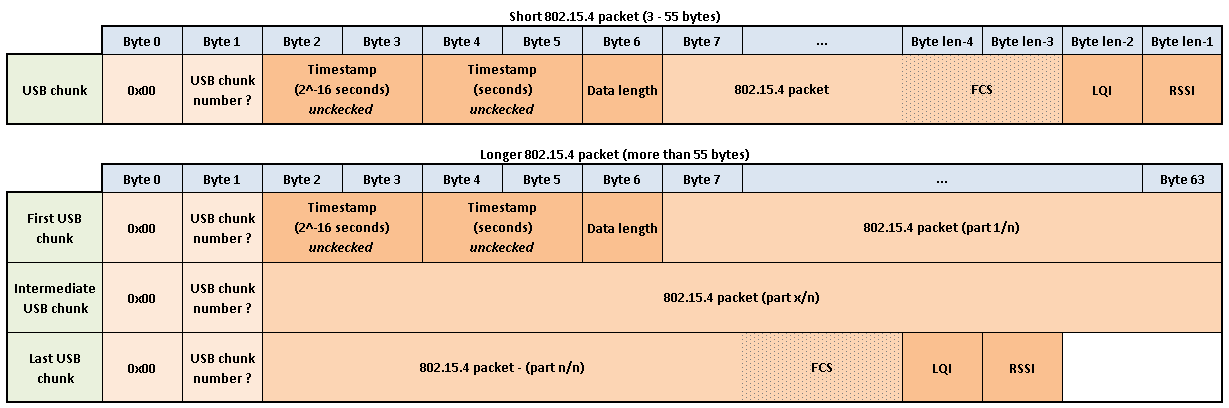 Short 802.15.4 packet (3 - 55 bytes)
Byte 0 Byte 1 Byte 2 Byte 3 Byte 4 Byte 5 Byte 6 Byte 7 ... Byte len-4 Byte len-3 Byte len-2 Byte len-1
USB chunk 0x00 USB chunk number ? Timestamp (2^-16 seconds) unckecked Timestamp (seconds) unckecked Data length 802.15.4 packet FCS LQI RSSI
Longer 802.15.4 packet (more than 55 bytes)
Byte 0 Byte 1 Byte 2 Byte 3 Byte 4 Byte 5 Byte 6 Byte 7 ... Byte 63
First USB chunk 0x00 USB chunk number ? Timestamp (2^-16 seconds) unckecked Timestamp (seconds) unckecked Data length 802.15.4 packet (part 1/n)
Intermediate USB chunk 0x00 USB chunk number ? 802.15.4 packet (part x/n)
Last USB chunk 0x00 USB chunk number ? 802.15.4 packet - (part n/n) FCS LQI RSSI